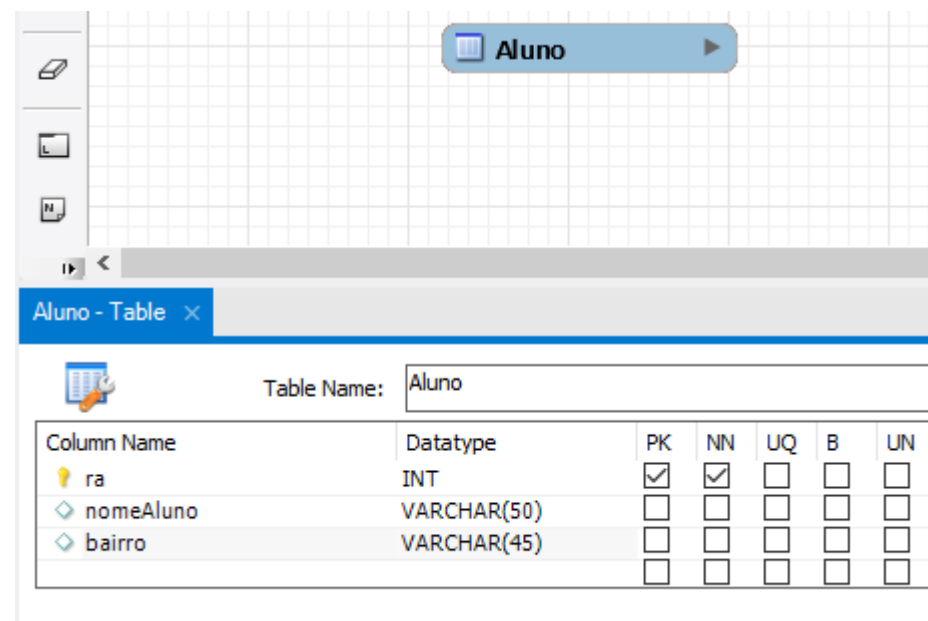 Aluno
L
N
Aluno - Table
Table Name: Aluno
Column Name Datatype PK NN UQ B UN
ra INT
nomeAluno VARCHAR(50)
bairro VARCHAR(45)